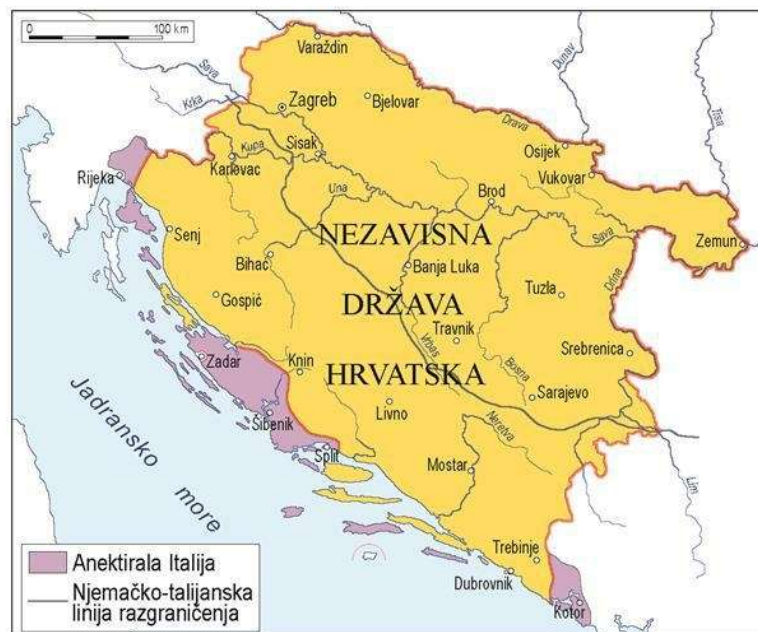 0 100 km
Varaždin
Sava
Dunav
Tisa
Krka
Zagreb
Bjelovar
Drava
Sisak
Osijek
Kupa
Karlovac
Rijeka
Vukovar
Una
Brod
Senj
NEZAVISNA
Sava
Zemun
Bihać
Banja Luka
Drina
Gospić
DRŽAVA
Tuzla
Travnik
Vrbas
Zadar
Knin
HRVATSKA
Bosna
Srebrenica
Livno
Sarajevo
Šibenik
Neretva
Jadransko more
Split
Mostar
Lim
Trebinje
Dubrovnik
Kotor
Anektirala Italija
Njemačko-talijanska
linija razgraničenja